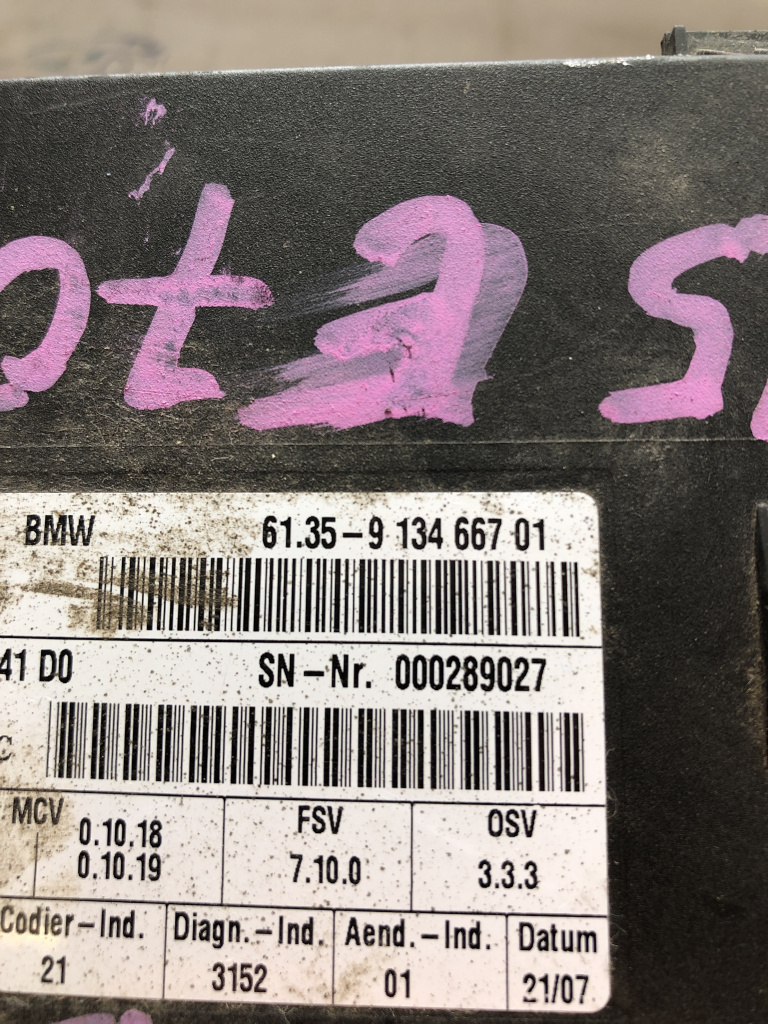 BMW 61.35-9 134 667 01
41 D0 SN-Nr. 000289027
C
MCV FSV OSV
0.10.18
0.10.19 7.10.0 3.3.3
Codier-Ind. Diagn.-Ind. Aend.-Ind. Datum
21 3152 01 21/07